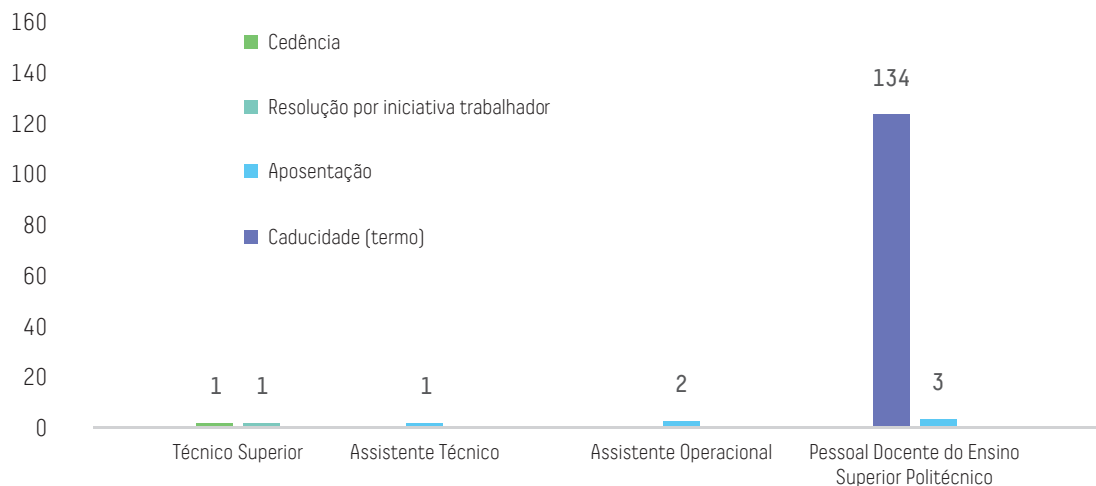 160
140
120
100
80
60
40
20
0
Cedência
Resolução por iniciativa trabalhador
Aposentação
Caducidade (termo)
1
1
1
2
134
3
Técnico Superior
Assistente Técnico
Assistente Operacional
Pessoal Docente do Ensino
Superior Politécnico